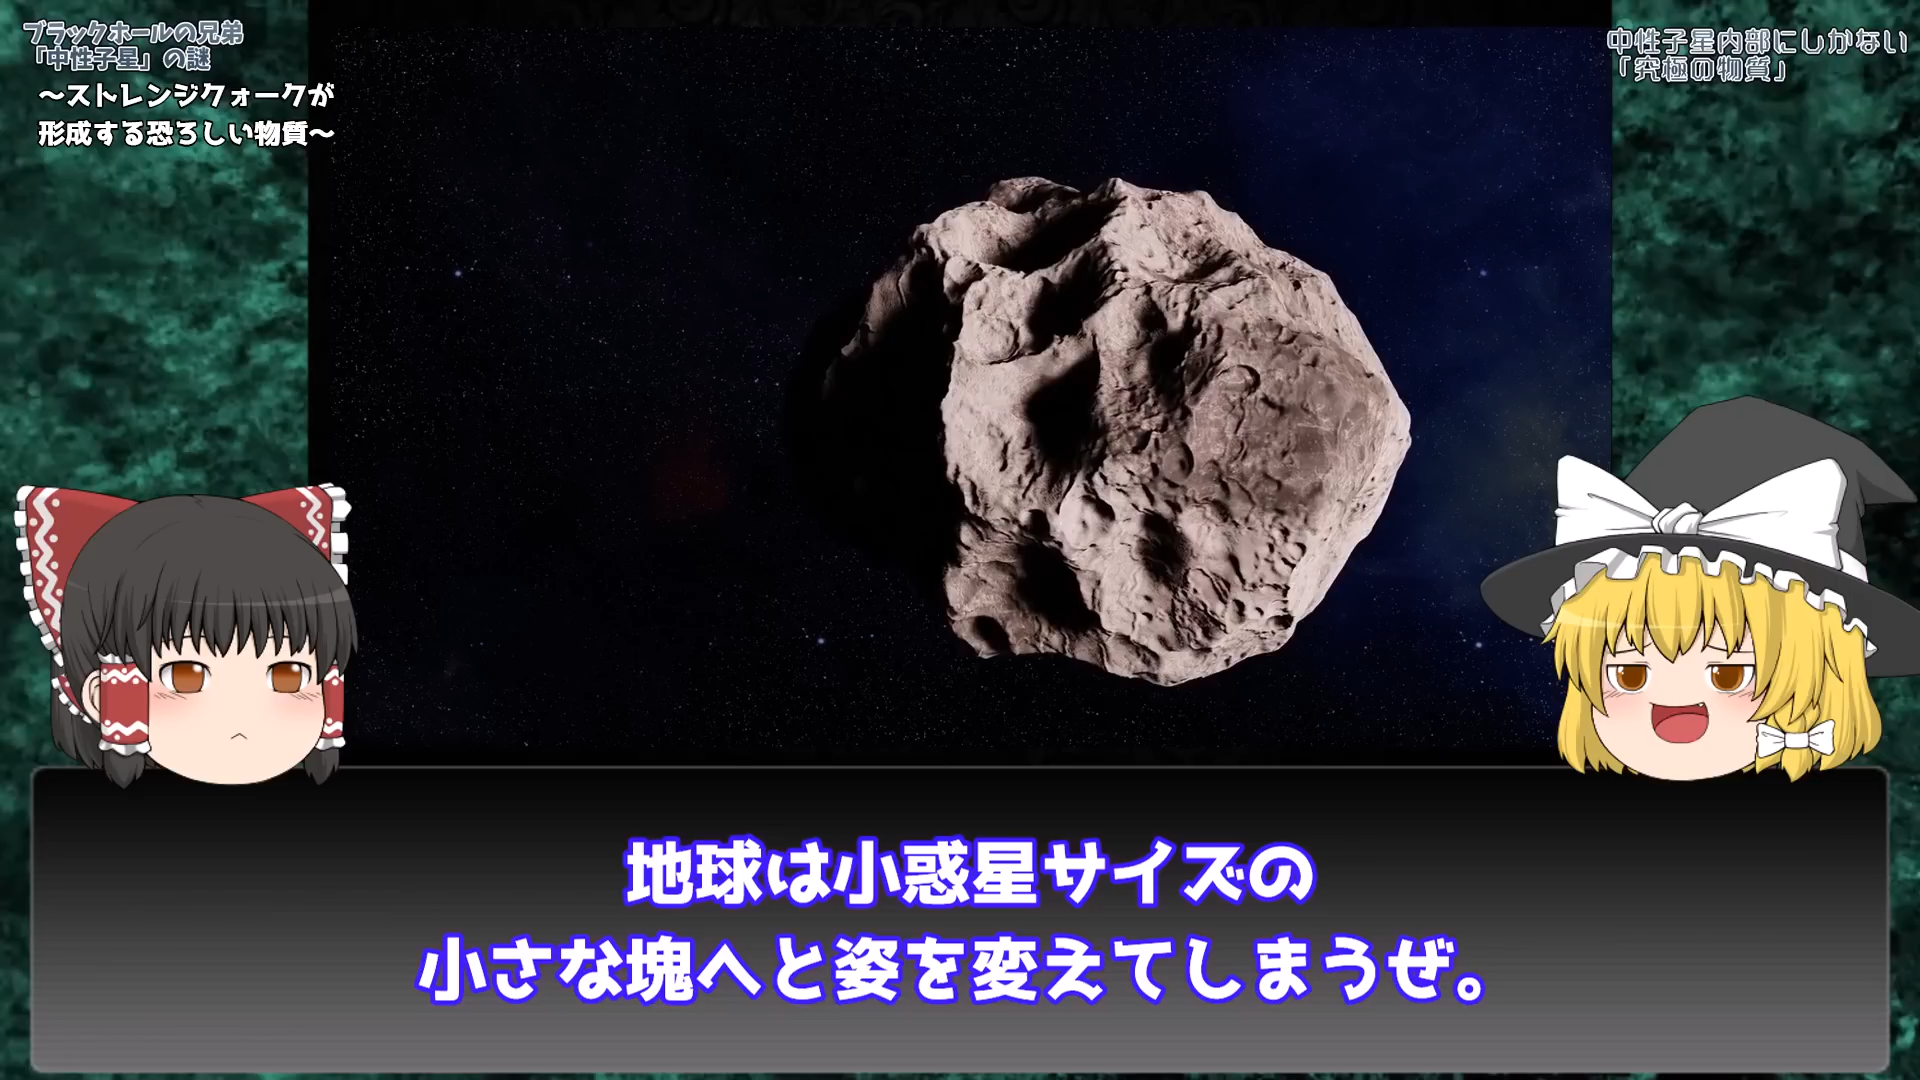 ブラックホールの兄弟
「中性子星」の謎
～ストレンジクォークが
形成する恐ろしい物質～
中性子星内部にしかない
「究極の物質」
地球は小惑星サイズの
小さな塊へと姿を変えてしまうぜ。